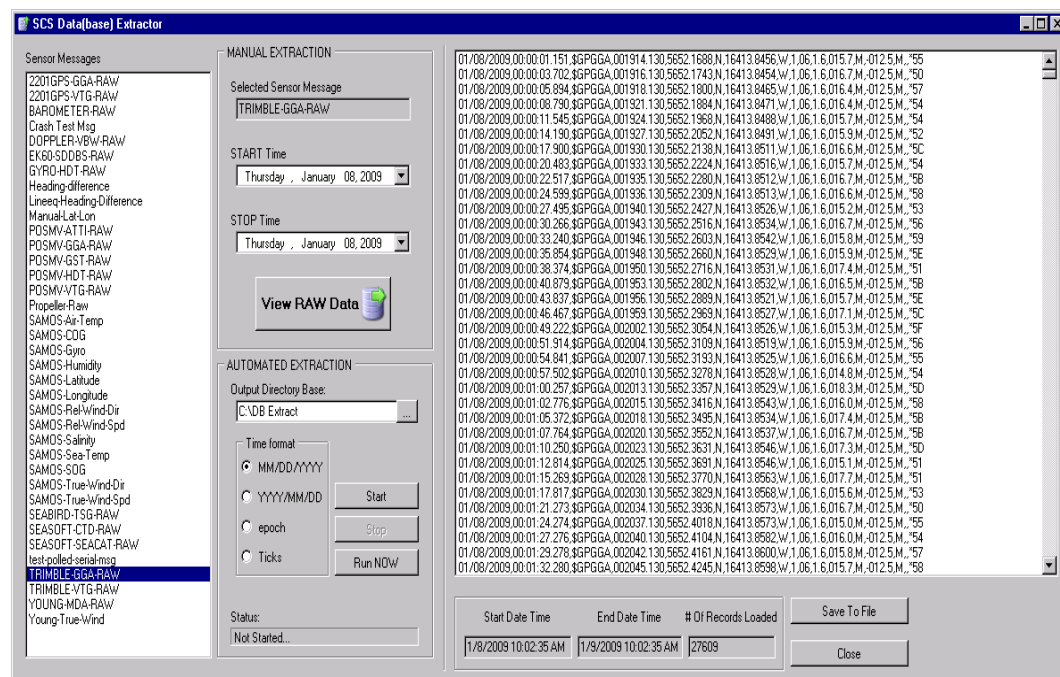 SCS Data(base) Extractor
Sensor Messages
2201GPS-GGA-RAW
2201GPS-VTG-RAW
BAROMETER-RAW
Crash Test Msg
DOPPLER-VBW-RAW
EK60-SDDBS-RAW
GYRO-HDT-RAW
Heading-difference
Lineeq-Heading-Difference
Manual-Lat-Lon
POSMV-ATTI-RAW
POSMV-GGA-RAW
POSMV-GST-RAW
POSMV-HDT-RAW
POSMV-VTG-RAW
Propeller-Raw
SAMOS-Air-Temp
SAMOS-COG
SAMOS-Gyro
SAMOS-Humidity
SAMOS-Latitude
SAMOS-Longitude
SAMOS-Rel-Wind-Dir
SAMOS-Rel-Wind-Spd
SAMOS-Salinity
SAMOS-Sea-Temp
SAMOS-SOG
SAMOS-True-Wind-Dir
SAMOS-True-Wind-Spd
SEABIRD-TSG-RAW
SEASOFT-CTD-RAW
SEASOFT-SEACAT-RAW
test-polled-serial-msg
TRIMBLE-GGA-RAW
TRIMBLE-VTG-RAW
YOUNG-MDA-RAW
Young-True-Wind
MANUAL EXTRACTION
Selected Sensor Message
TRIMBLE-GGA-RAW
START Time
Thursday , January 08, 2009
STOP Time
Thursday , January 08, 2009
View RAW Data
AUTOMATED EXTRACTION
Output Directory Base:
C:\DB Extract
...
Time format
MM/DD/YYYY
YYYY/MM/DD
epoch
Ticks
Start
Stop
Run NOW
Status:
Not Started...
01/08/2009,00:00:01.151,$GPGGA,001914.130,5652.1688,N,16413.8456,W,1,06,1.6,015.7,M,-012.5,M,,*55
01/08/2009,00:00:03.702,$GPGGA,001916.130,5652.1743,N,16413.8454,W,1,06,1.6,016.7,M,-012.5,M,,*50
01/08/2009,00:00:05.894,$GPGGA,001918.130,5652.1800,N,16413.8465,W,1,06,1.6,016.4,M,-012.5,M,,*57
01/08/2009,00:00:08.790,$GPGGA,001921.130,5652.1884,N,16413.8471,W,1,06,1.6,016.4,M,-012.5,M,,*54
01/08/2009,00:00:11.545,$GPGGA,001924.130,5652.1968,N,16413.8488,W,1,06,1.6,016.7,M,-012.5,M,,*54
01/08/2009,00:00:14.190,$GPGGA,001927.130,5652.2052,N,16413.8491,W,1,06,1.6,015.9,M,-012.5,M,,*52
01/08/2009,00:00:17.900,$GPGGA,001930.130,5652.2138,N,16413.8511,W,1,06,1.6,016.6,M,-012.5,M,,*5C
01/08/2009,00:00:20.483,$GPGGA,001933.130,5652.2224,N,16413.8516,W,1,06,1.6,015.7,M,-012.5,M,,*54
01/08/2009,00:00:22.517,$GPGGA,001935.130,5652.2280,N,16413.8512,W,1,06,1.6,016.7,M,-012.5,M,,*5B
01/08/2009,00:00:24.599,$GPGGA,001936.130,5652.2309,N,16413.8513,W,1,06,1.6,016.6,M,-012.5,M,,*58
01/08/2009,00:00:27.495,$GPGGA,001940.130,5652.2427,N,16413.8526,W,1,06,1.6,015.2,M,-012.5,M,,*53
01/08/2009,00:00:30.266,$GPGGA,001943.130,5652.2516,N,16413.8534,W,1,06,1.6,016.7,M,-012.5,M,,*56
01/08/2009,00:00:33.240,$GPGGA,001946.130,5652.2603,N,16413.8542,W,1,06,1.6,015.8,M,-012.5,M,,*59
01/08/2009,00:00:35.854,$GPGGA,001948.130,5652.2660,N,16413.8529,W,1,06,1.6,015.9,M,-012.5,M,,*5E
01/08/2009,00:00:38.374,$GPGGA,001950.130,5652.2716,N,16413.8531,W,1,06,1.6,017.4,M,-012.5,M,,*51
01/08/2009,00:00:40.879,$GPGGA,001953.130,5652.2802,N,16413.8532,W,1,06,1.6,016.5,M,-012.5,M,,*5B
01/08/2009,00:00:43.837,$GPGGA,001956.130,5652.2889,N,16413.8521,W,1,06,1.6,015.7,M,-012.5,M,,*5E
01/08/2009,00:00:46.467,$GPGGA,001959.130,5652.2969,N,16413.8527,W,1,06,1.6,017.1,M,-012.5,M,,*5C
01/08/2009,00:00:49.222,$GPGGA,002002.130,5652.3054,N,16413.8526,W,1,06,1.6,015.3,M,-012.5,M,,*5F
01/08/2009,00:00:51.914,$GPGGA,002004.130,5652.3109,N,16413.8519,W,1,06,1.6,015.9,M,-012.5,M,,*56
01/08/2009,00:00:54.841,$GPGGA,002007.130,5652.3193,N,16413.8525,W,1,06,1.6,016.6,M,-012.5,M,,*55
01/08/2009,00:00:57.502,$GPGGA,002010.130,5652.3278,N,16413.8528,W,1,06,1.6,014.8,M,-012.5,M,,*54
01/08/2009,00:01:00.257,$GPGGA,002013.130,5652.3357,N,16413.8529,W,1,06,1.6,018.3,M,-012.5,M,,*5D
01/08/2009,00:01:02.776,$GPGGA,002015.130,5652.3416,N,16413.8543,W,1,06,1.6,016.0,M,-012.5,M,,*58
01/08/2009,00:01:05.372,$GPGGA,002018.130,5652.3495,N,16413.8534,W,1,06,1.6,017.4,M,-012.5,M,,*5B
01/08/2009,00:01:07.764,$GPGGA,002020.130,5652.3552,N,16413.8537,W,1,06,1.6,016.7,M,-012.5,M,,*5B
01/08/2009,00:01:10.250,$GPGGA,002023.130,5652.3631,N,16413.8546,W,1,06,1.6,017.3,M,-012.5,M,,*5D
01/08/2009,00:01:12.814,$GPGGA,002025.130,5652.3691,N,16413.8546,W,1,06,1.6,015.1,M,-012.5,M,,*51
01/08/2009,00:01:15.269,$GPGGA,002028.130,5652.3770,N,16413.8563,W,1,06,1.6,017.7,M,-012.5,M,,*51
01/08/2009,00:01:17.817,$GPGGA,002030.130,5652.3829,N,16413.8568,W,1,06,1.6,015.6,M,-012.5,M,,*53
01/08/2009,00:01:21.273,$GPGGA,002034.130,5652.3936,N,16413.8573,W,1,06,1.6,016.7,M,-012.5,M,,*50
01/08/2009,00:01:24.274,$GPGGA,002037.130,5652.4018,N,16413.8573,W,1,06,1.6,015.0,M,-012.5,M,,*55
01/08/2009,00:01:27.276,$GPGGA,002040.130,5652.4104,N,16413.8582,W,1,06,1.6,016.0,M,-012.5,M,,*54
01/08/2009,00:01:29.278,$GPGGA,002042.130,5652.4161,N,16413.8600,W,1,06,1.6,015.8,M,-012.5,M,,*57
01/08/2009,00:01:32.280,$GPGGA,002045.130,5652.4245,N,16413.8598,W,1,06,1.6,015.7,M,-012.5,M,,*58
Start Date Time
End Date Time
# Of Records Loaded
1/8/2009 10:02:35 AM
1/9/2009 10:02:35 AM
27609
Save To File
Close